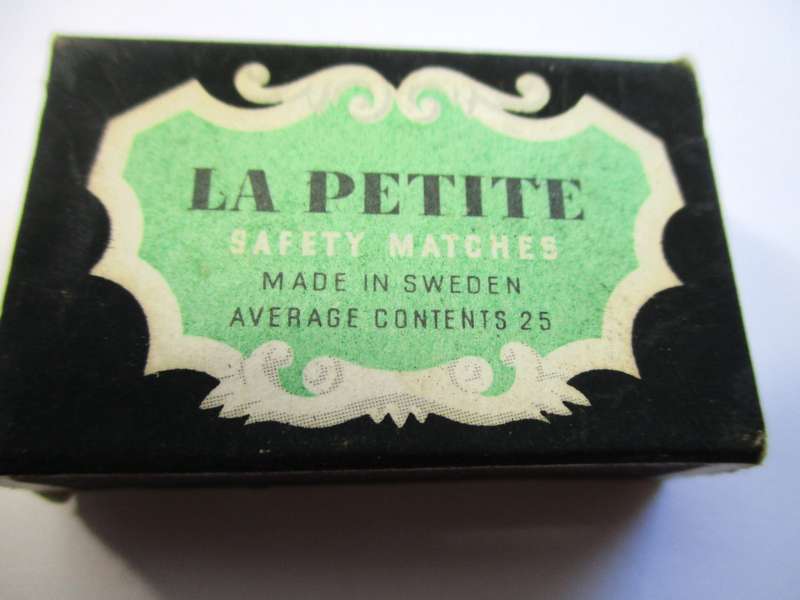 LA PETITE
SAFETY MATCHES
MADE IN SWEDEN
AVERAGE CONTENTS 25